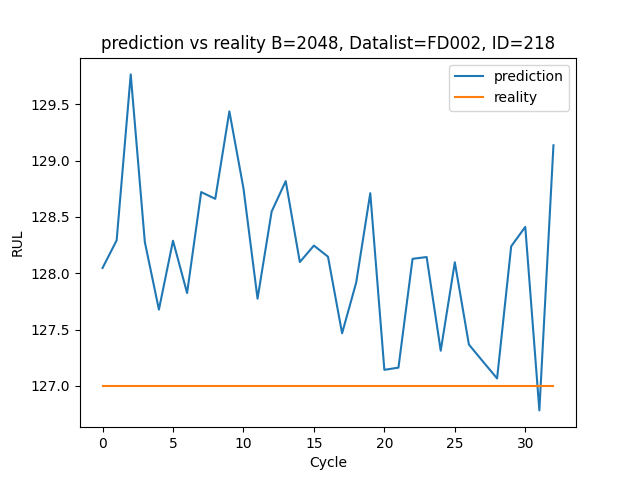 prediction vs reality B=2048, Datalist=FD002, ID=218
prediction
reality
RUL
129.5
129.0
128.5
128.0
127.5
127.0
0 5 10 15 20 25 30
Cycle